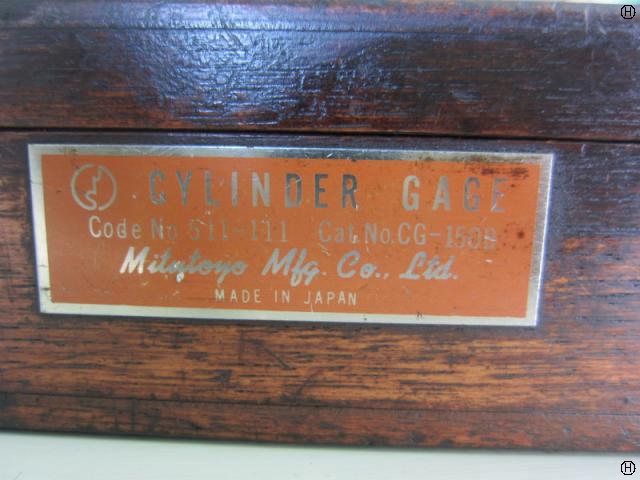 CYLINDER GAGE
Code No. 511-111 Cat. No. CG-150B
Mitutoyo Mfg. Co., Ltd.
MADE IN JAPAN